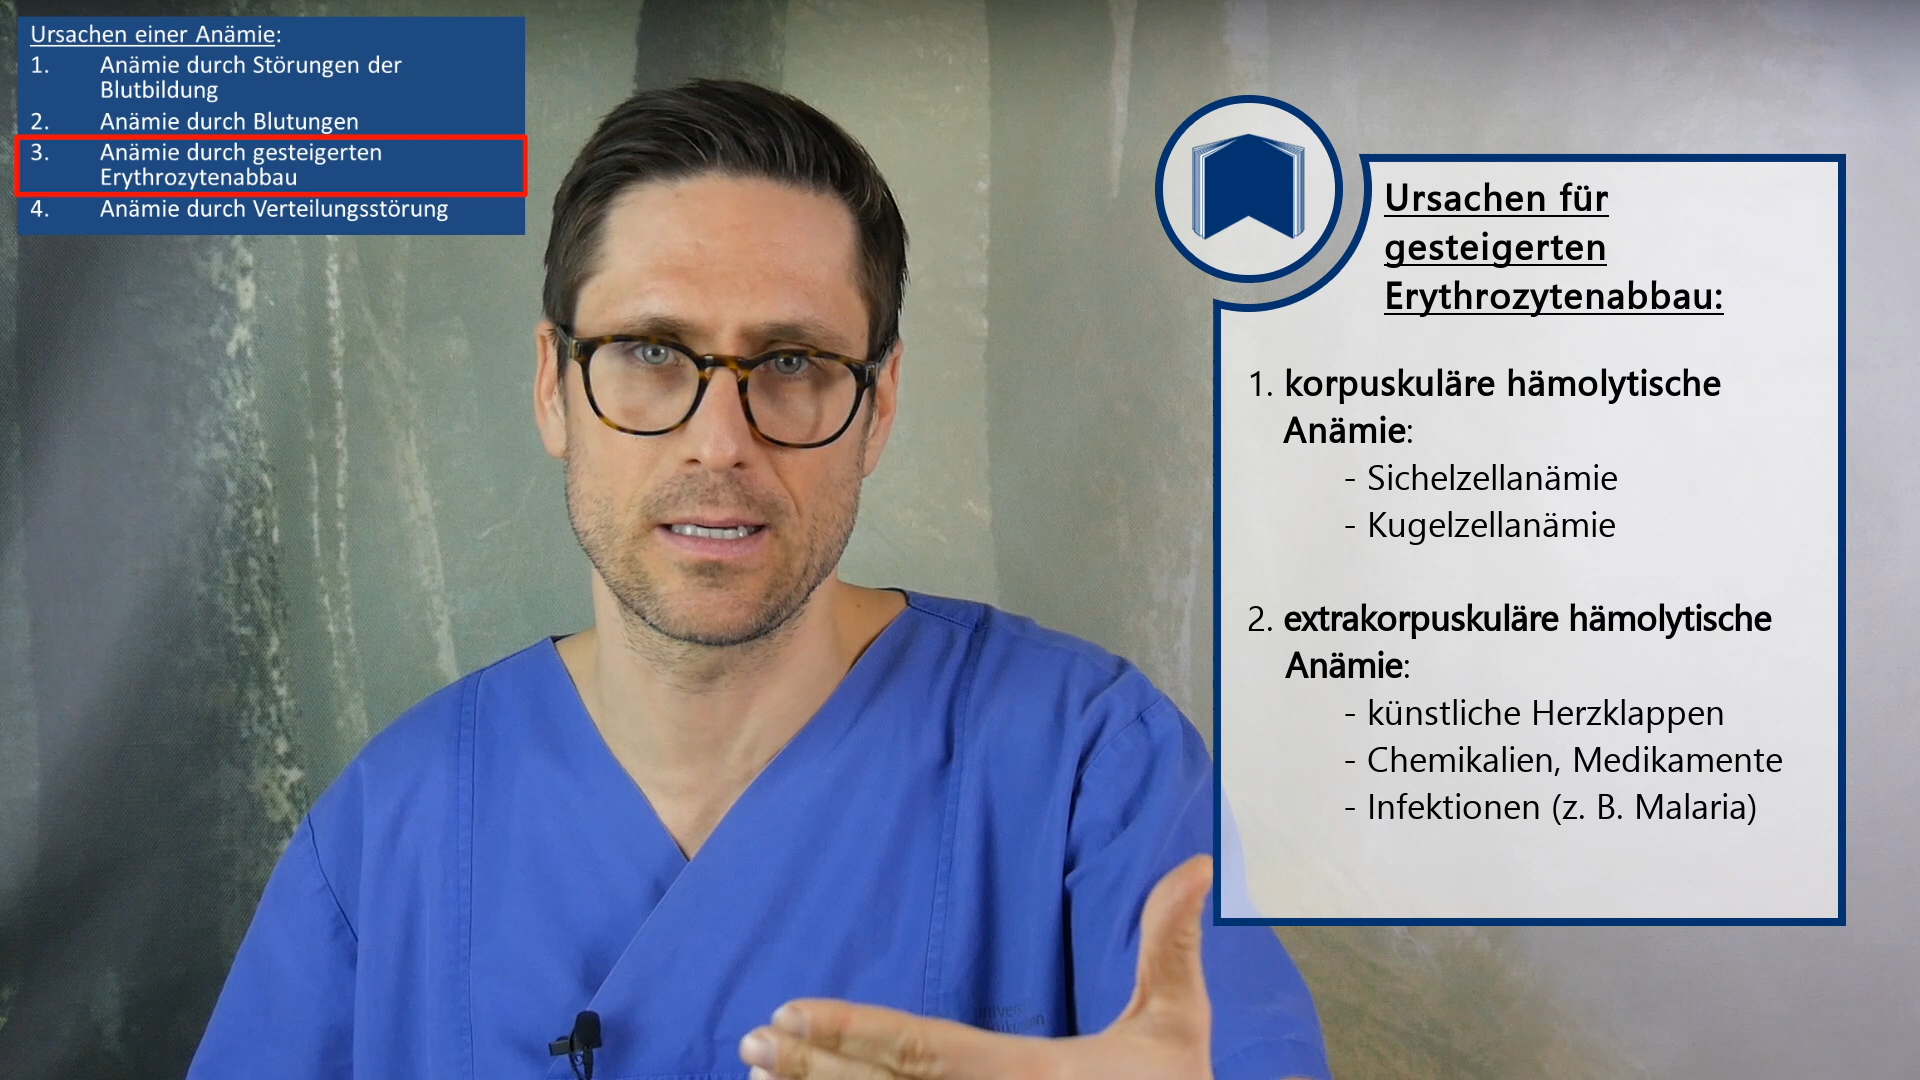 Ursachen einer Anämie:
1. Anämie durch Störungen der
Blutbildung
2. Anämie durch Blutungen
3. Anämie durch gesteigerten
Erythrozytenabbau
4. Anämie durch Verteilungsstörung
Ursachen für
gesteigerten
Erythrozytenabbau:
1. korpuskuläre hämolytische
Anämie:
- Sichelzellanämie
- Kugelzellanämie
2. extrakorpuskuläre hämolytische
Anämie:
- künstliche Herzklappen
- Chemikalien, Medikamente
- Infektionen (z. B. Malaria)